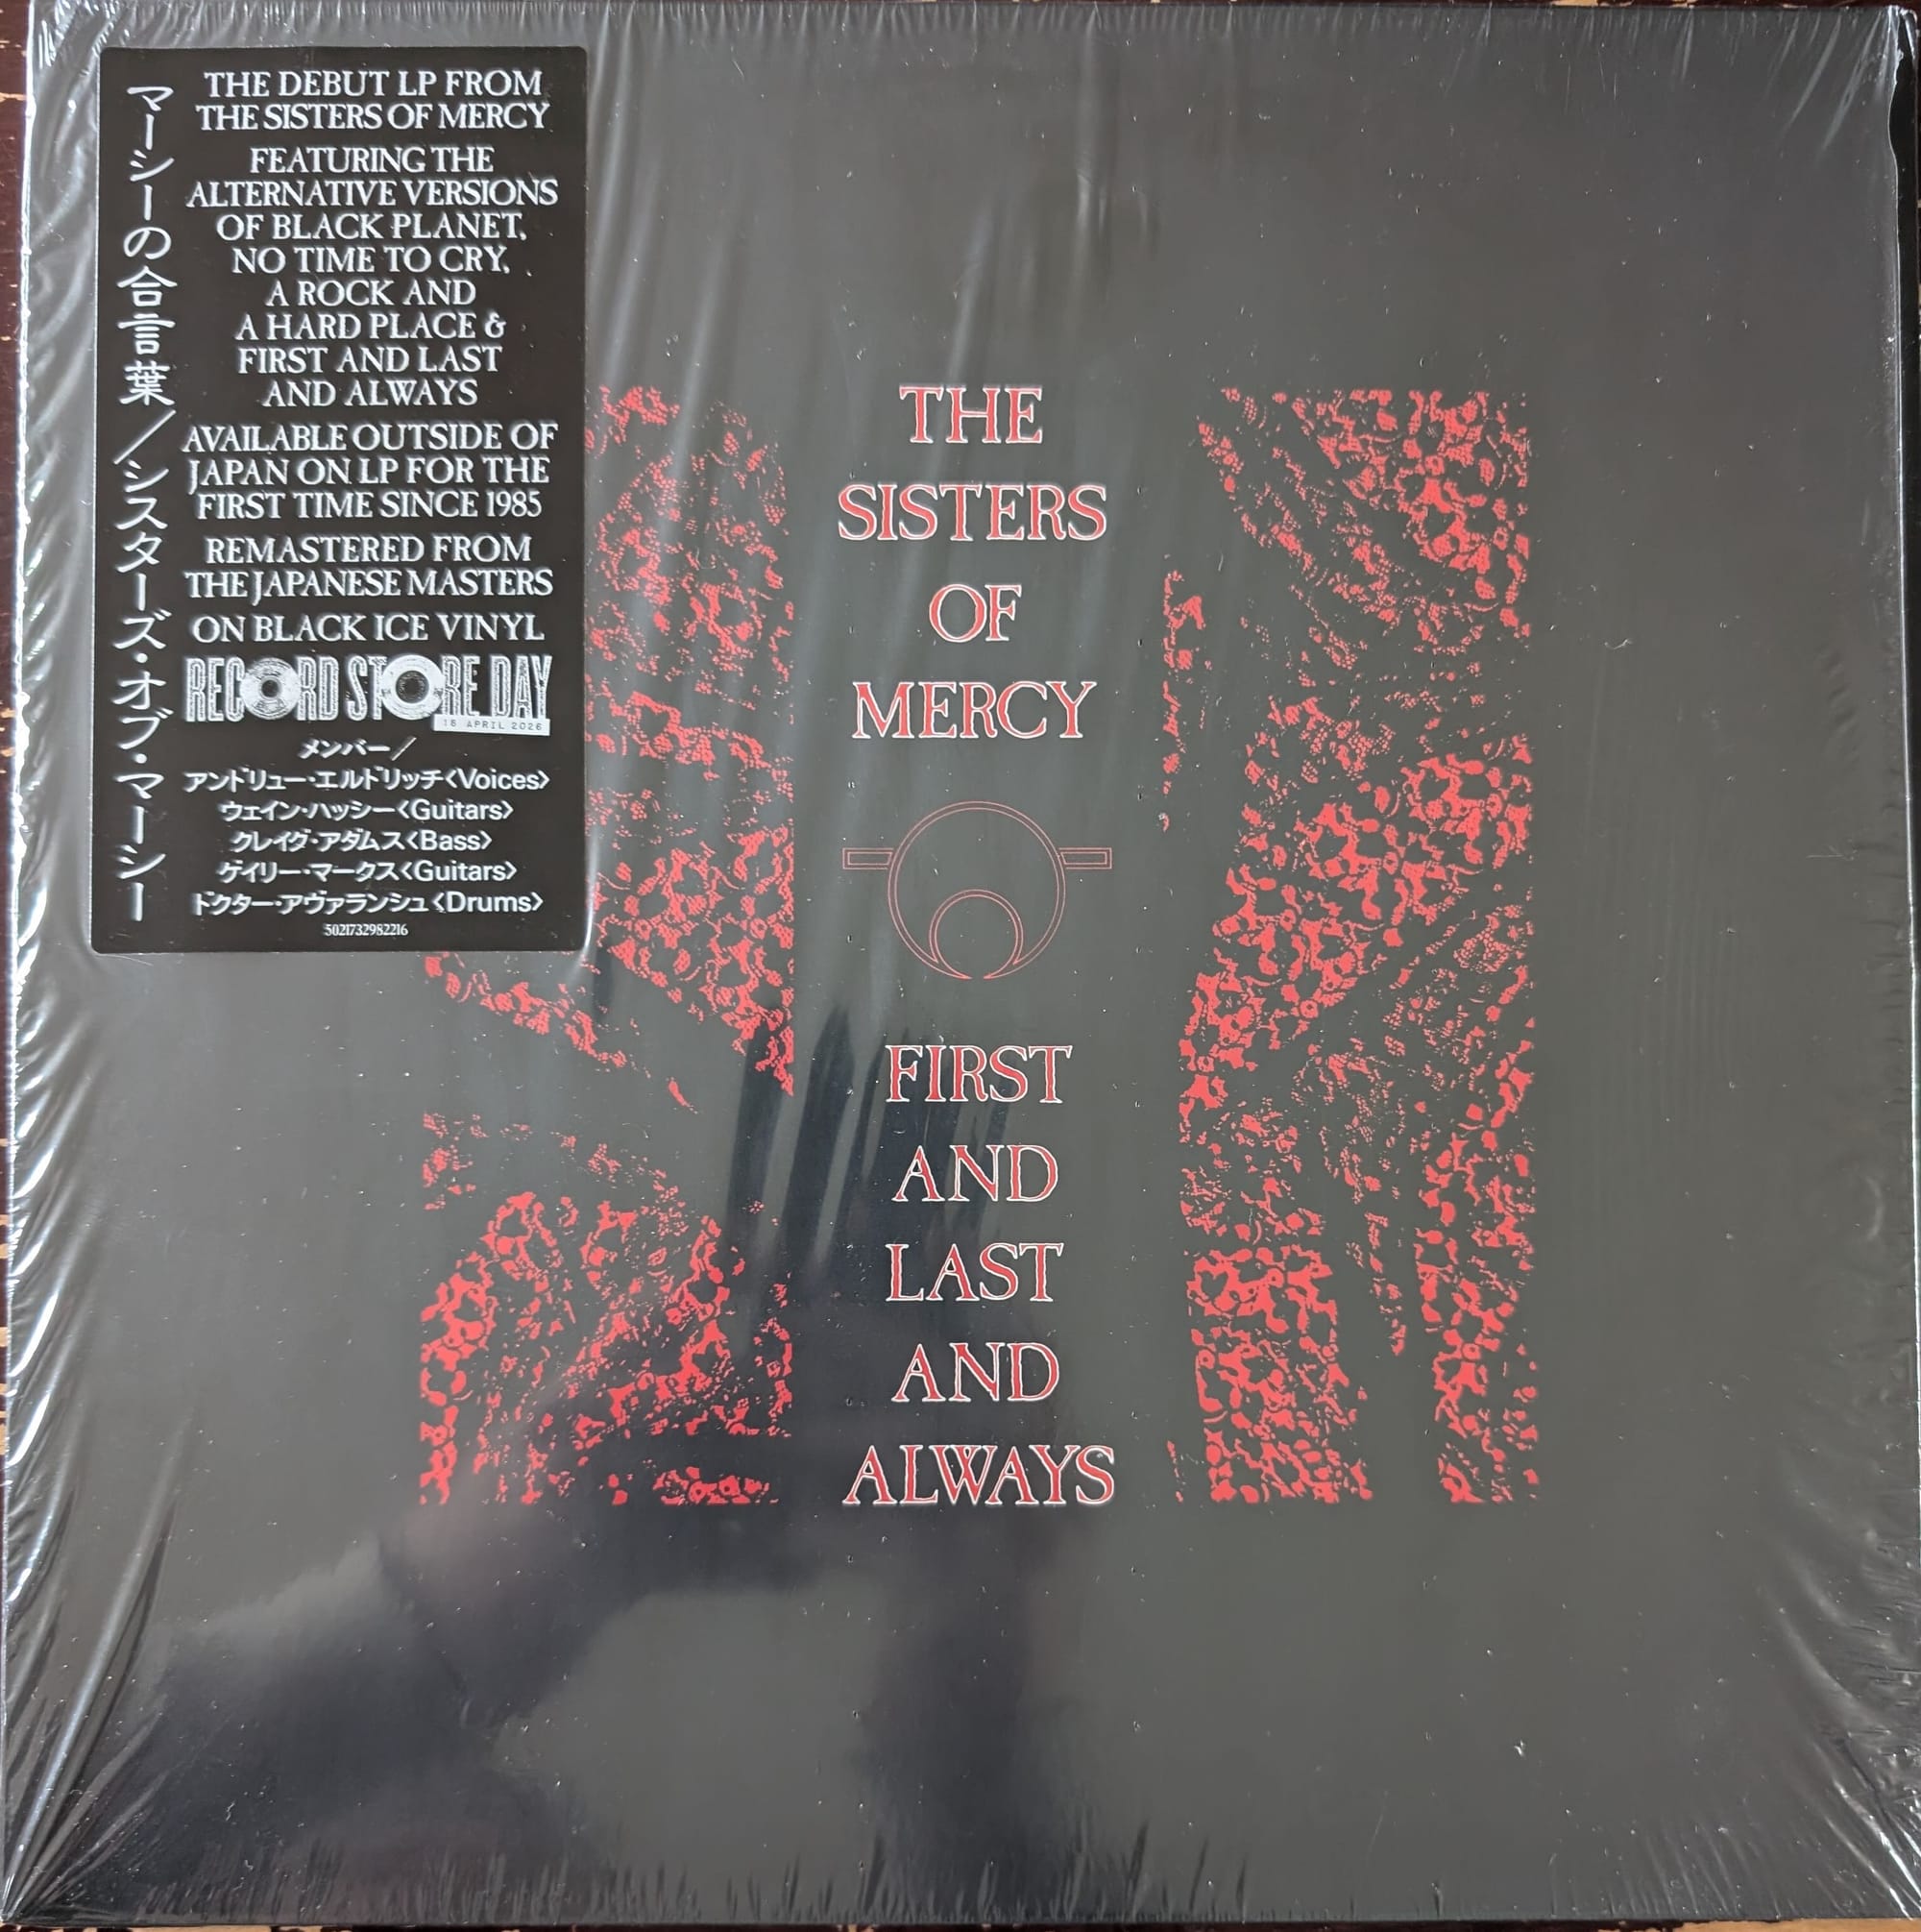 マーシーの合言葉／シスターズ・オブ・マーシー
THE DEBUT LP FROM
THE SISTERS OF MERCY
FEATURING THE
ALTERNATIVE VERSIONS
OF BLACK PLANET,
NO TIME TO CRY,
A ROCK AND
A HARD PLACE &
FIRST AND LAST
AND ALWAYS
AVAILABLE OUTSIDE OF
JAPAN ON LP FOR THE
FIRST TIME SINCE 1985
REMASTERED FROM
THE JAPANESE MASTERS
ON BLACK ICE VINYL
RECORD STORE DAY
18 APRIL 2026
メンバー／
アンドリュー・エルドリッチ<Voices>
ウェイン・ハッシー<Guitars>
クレイグ・アダムス<Bass>
ゲイリー・マークス<Guitars>
ドクター・アヴァランシュ<Drums>
5021732982216
THE
SISTERS
OF
MERCY
FIRST
AND
LAST
AND
ALWAYS